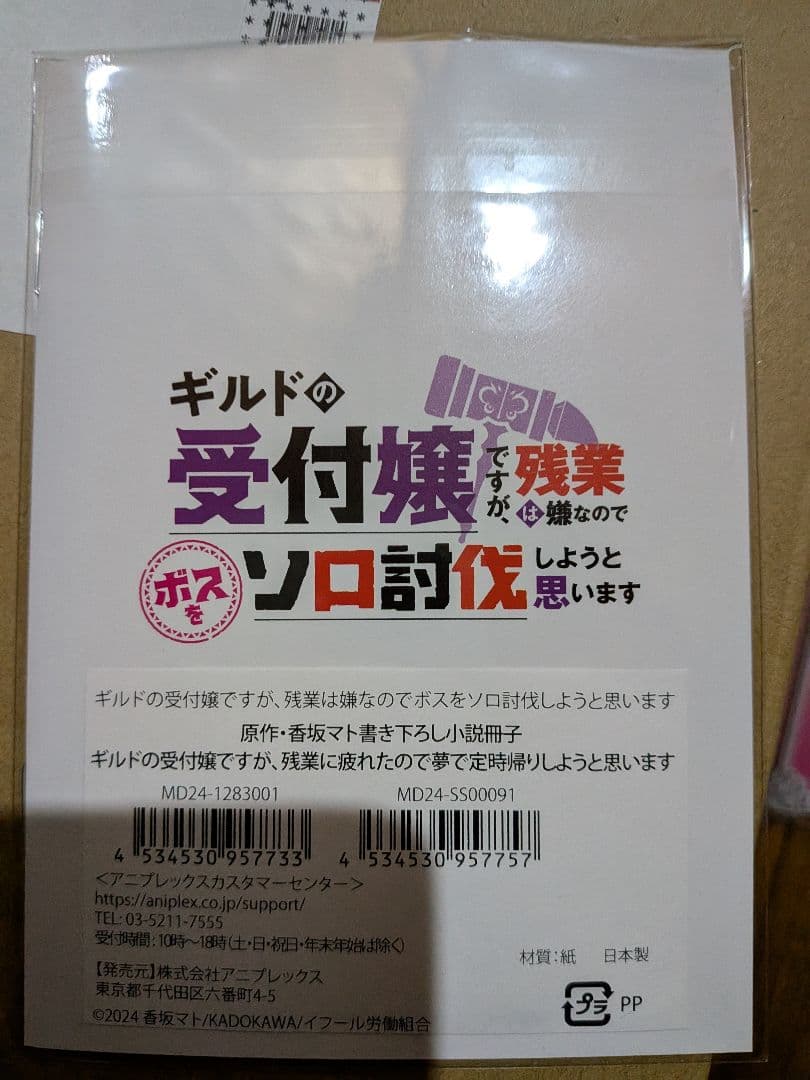 ギルドの
受付嬢ですが、残業は嫌なので
ボスをソロ討伐しようと思います
ギルドの受付嬢ですが、残業は嫌なのでボスをソロ討伐しようと思います
原作・香坂マト書き下ろし小説冊子
ギルドの受付嬢ですが、残業に疲れたので夢で定時帰りしようと思います
MD24-1283001 MD24-SS00091
4 534530 957733 4 534530 957757
＜アニプレックスカスタマーセンター＞
https://aniplex.co.jp/support/
TEL: 03-5211-7555
受付時間：10時～18時（土・日・祝日・年末年始は除く）
材質：紙 日本製
【発売元】株式会社アニプレックス
東京都千代田区六番町4-5
プラ PP
©2024 香坂マト/KADOKAWA/イフール労働組合